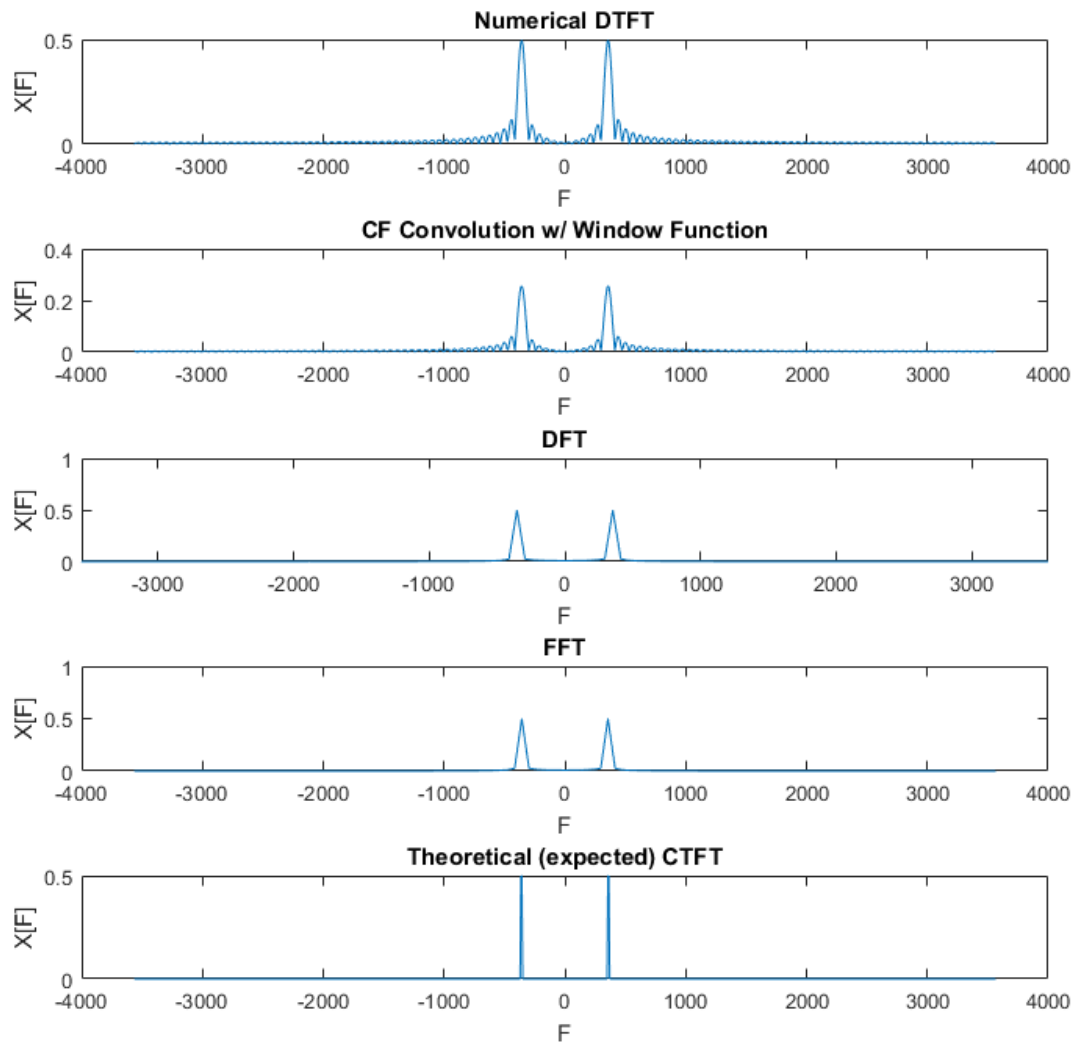 Numerical DTFT
X[F]
0.5
0
-4000 -3000 -2000 -1000 0 1000 2000 3000 4000
F
CF Convolution w/ Window Function
X[F]
0.4
0.2
0
-4000 -3000 -2000 -1000 0 1000 2000 3000 4000
F
DFT
X[F]
1
0.5
0
-3000 -2000 -1000 0 1000 2000 3000
F
FFT
X[F]
1
0.5
0
-4000 -3000 -2000 -1000 0 1000 2000 3000 4000
F
Theoretical (expected) CTFT
X[F]
0.5
0
-4000 -3000 -2000 -1000 0 1000 2000 3000 4000
F